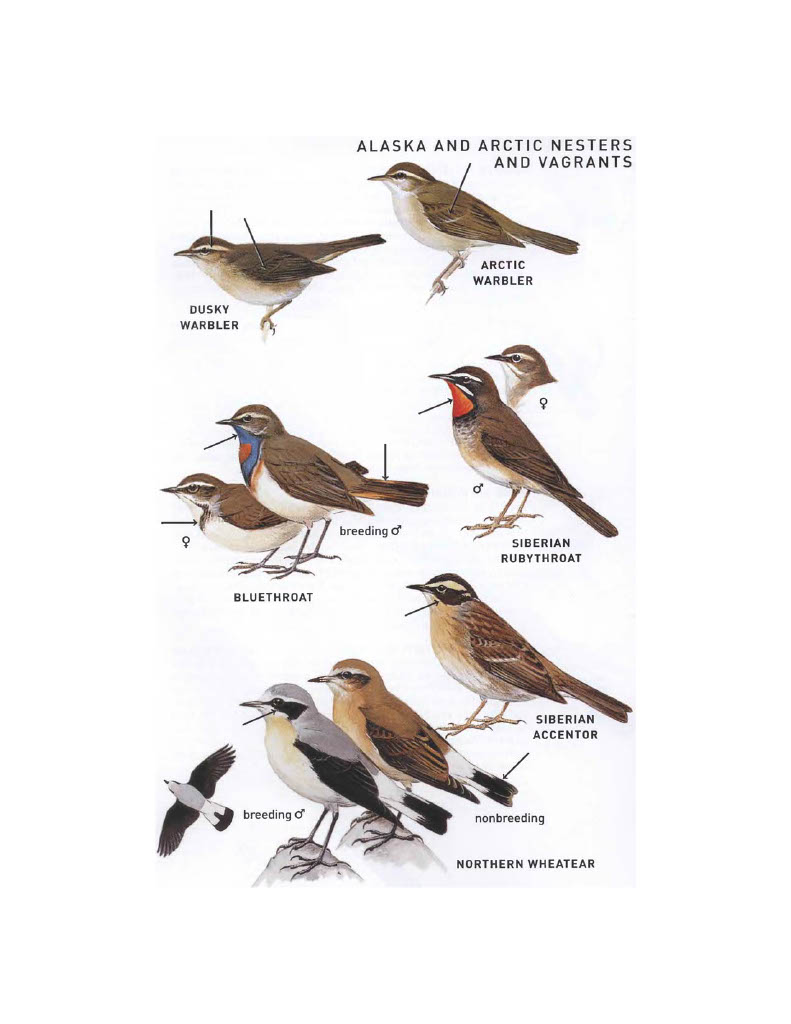 ALASKA AND ARCTIC NESTERS
AND VAGRANTS
ARCTIC
WARBLER
DUSKY
WARBLER
♀
♂
SIBERIAN
RUBYTHROAT
breeding ♂
♀
BLUETHROAT
SIBERIAN
ACCENTOR
breeding ♂
nonbreeding
NORTHERN WHEATEAR